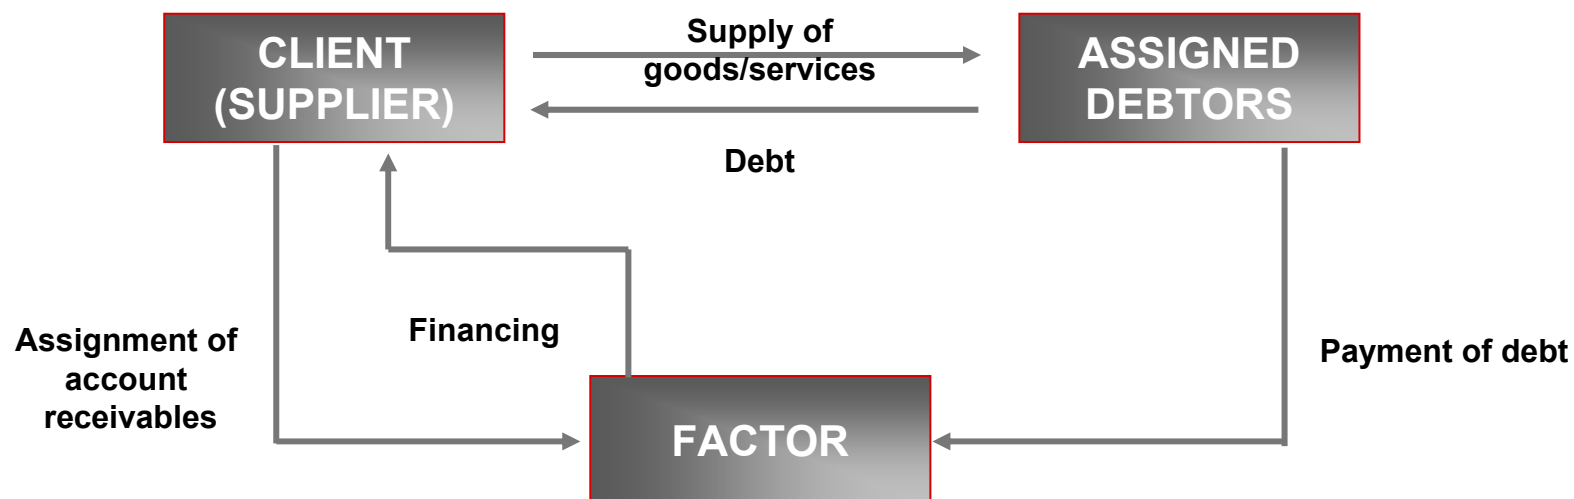 CLIENT
(SUPPLIER)
Supply of
goods/services
ASSIGNED
DEBTORS
Debt
Assignment of
account
receivables
Financing
Payment of debt
FACTOR